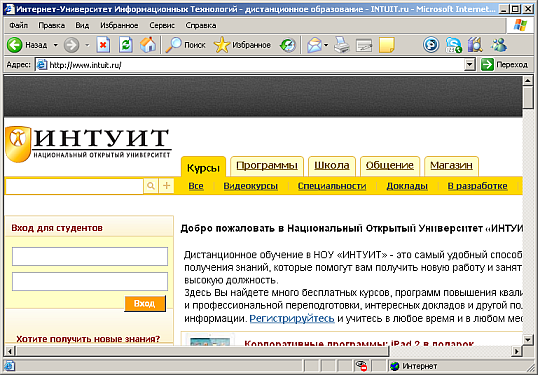 Интернет-Университет Информационных Технологий - дистанционное образование - INTUIT.ru - Microsoft Internet...
Файл Правка Вид Избранное Сервис Справка
Назад Поиск Избранное
Адрес: http://www.intuit.ru/ Переход
ИНТУИТ
НАЦИОНАЛЬНЫЙ ОТКРЫТЫЙ УНИВЕРСИТЕТ
Курсы Программы Школа Общение Магазин
Все Видеокурсы Специальности Доклады В разработке
Вход для студентов
Вход
Хотите получить новые знания?
Добро пожаловать в Национальный Открытый Университет «ИНТУИ
Дистанционное обучение в НОУ «ИНТУИТ» - это самый удобный способ
получения знаний, которые помогут вам получить новую работу и занят
высокую должность.
Здесь Вы найдете много бесплатных курсов, программ повышения квали
и профессиональной переподготовки, интересных докладов и другой по
информации. Регистрируйтесь и учитесь в любое время и в любом мес
Корпоративные программы: iPad 2 в подарок
Интернет